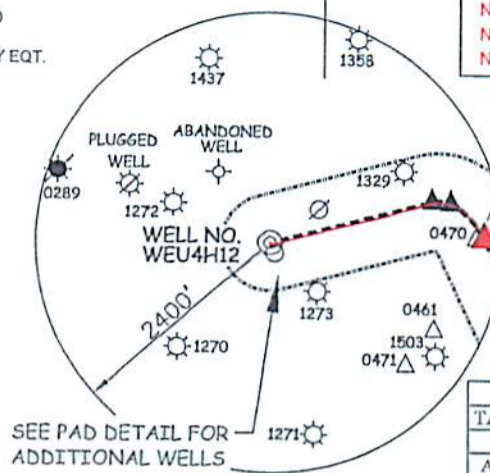 Y EQT.
N
N
N
1437
1358
PLUGGED
WELL
ABANDONED
WELL
0289
1272
1329
WELL NO.
WEU4H12
0470
2400'
1273
0461
1503
0471
1270
1271
SEE PAD DETAIL FOR
ADDITIONAL WELLS
TA
A